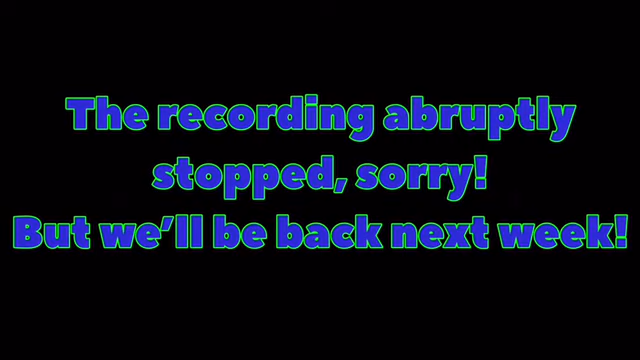 The recording abruptly
stopped, sorry!
But we’ll be back next week!